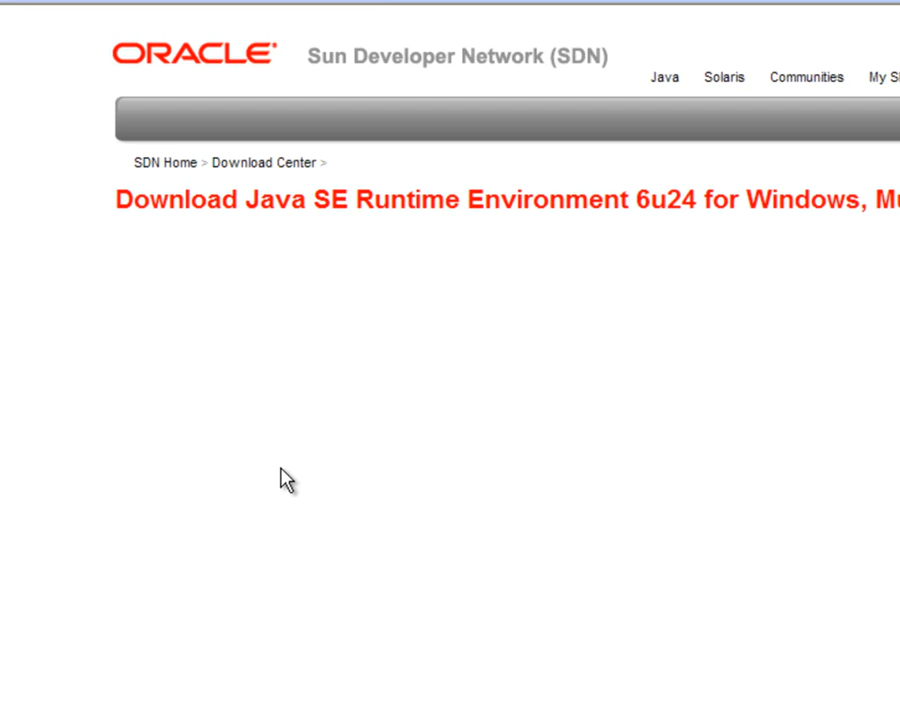 ORACLE Sun Developer Network (SDN)
Java Solaris Communities My
SDN Home > Download Center >
Download Java SE Runtime Environment 6u24 for Windows,